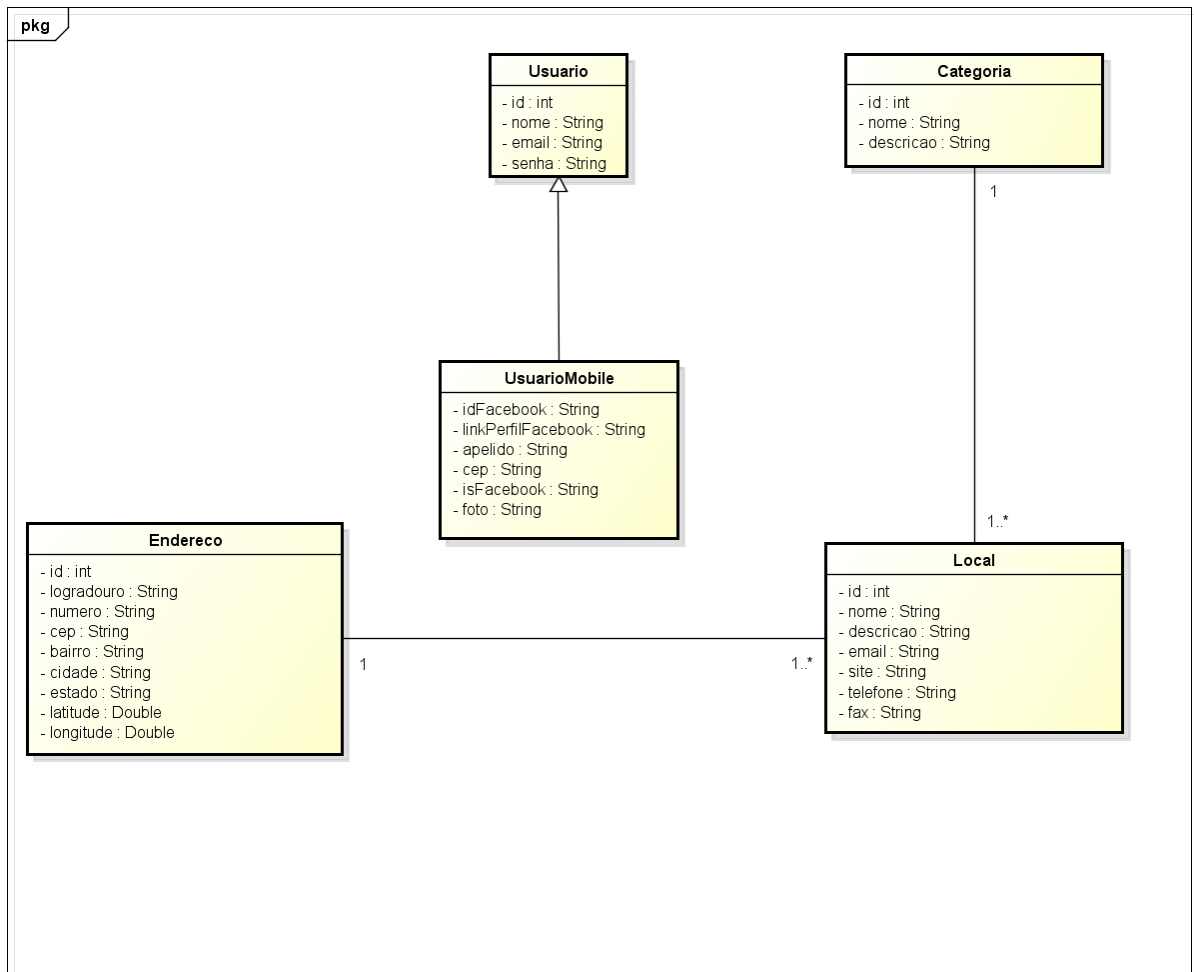 pkg
Usuario
- id : int
- nome : String
- email : String
- senha : String
Categoria
- id : int
- nome : String
- descricao : String
1
1..*
UsuarioMobile
- idFacebook : String
- linkPerfilFacebook : String
- apelido : String
- cep : String
- isFacebook : String
- foto : String
Endereco
- id : int
- logradouro : String
- numero : String
- cep : String
- bairro : String
- cidade : String
- estado : String
- latitude : Double
- longitude : Double
1
1..*
Local
- id : int
- nome : String
- descricao : String
- email : String
- site : String
- telefone : String
- fax : String